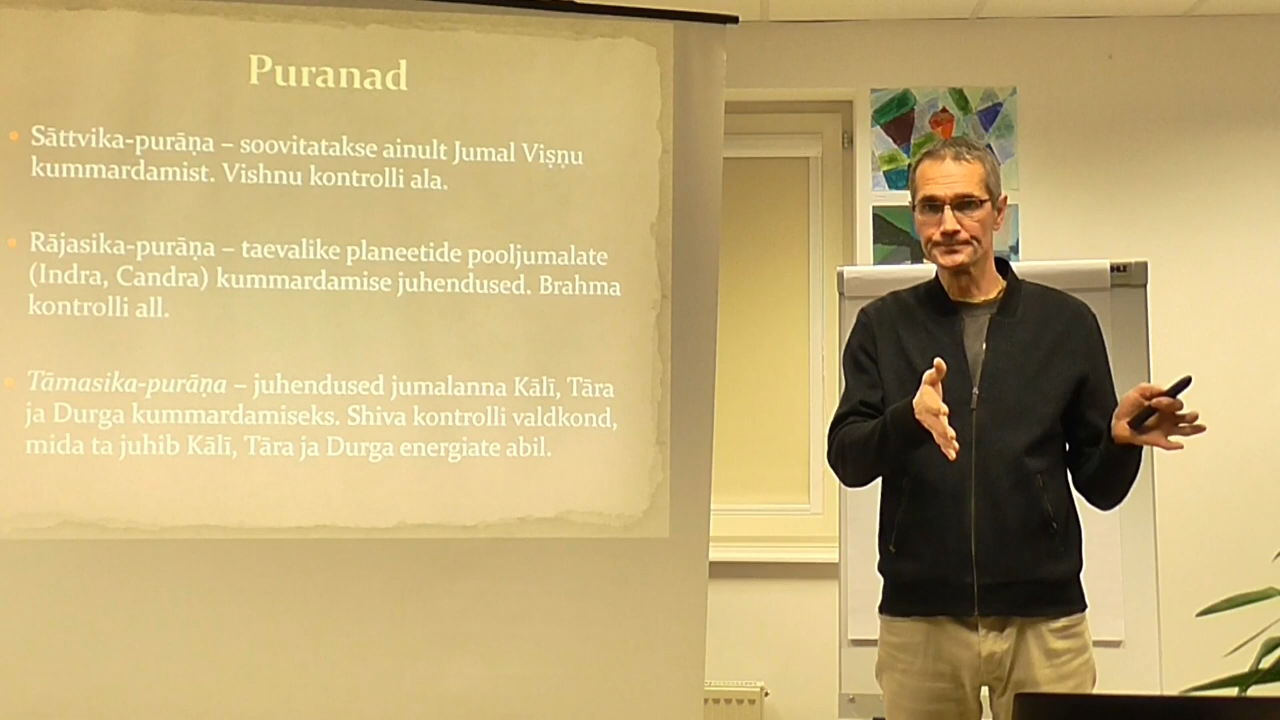 Puranad
Sāttvika-purāṇa – soovitatakse ainult Jumal Viṣṇu
kummardamist. Vishnu kontrolli ala.
Rājasika-purāṇa – taevalike planeetide pooljumalate
(Indra, Candra) kummardamise juhendused. Brahma
kontrolli all.
Tāmasika-purāṇa – juhendused jumalanna Kālī, Tāra
ja Durga kummardamiseks. Shiva kontrolli valdkond,
mida ta juhib Kālī, Tāra ja Durga energiate abil.